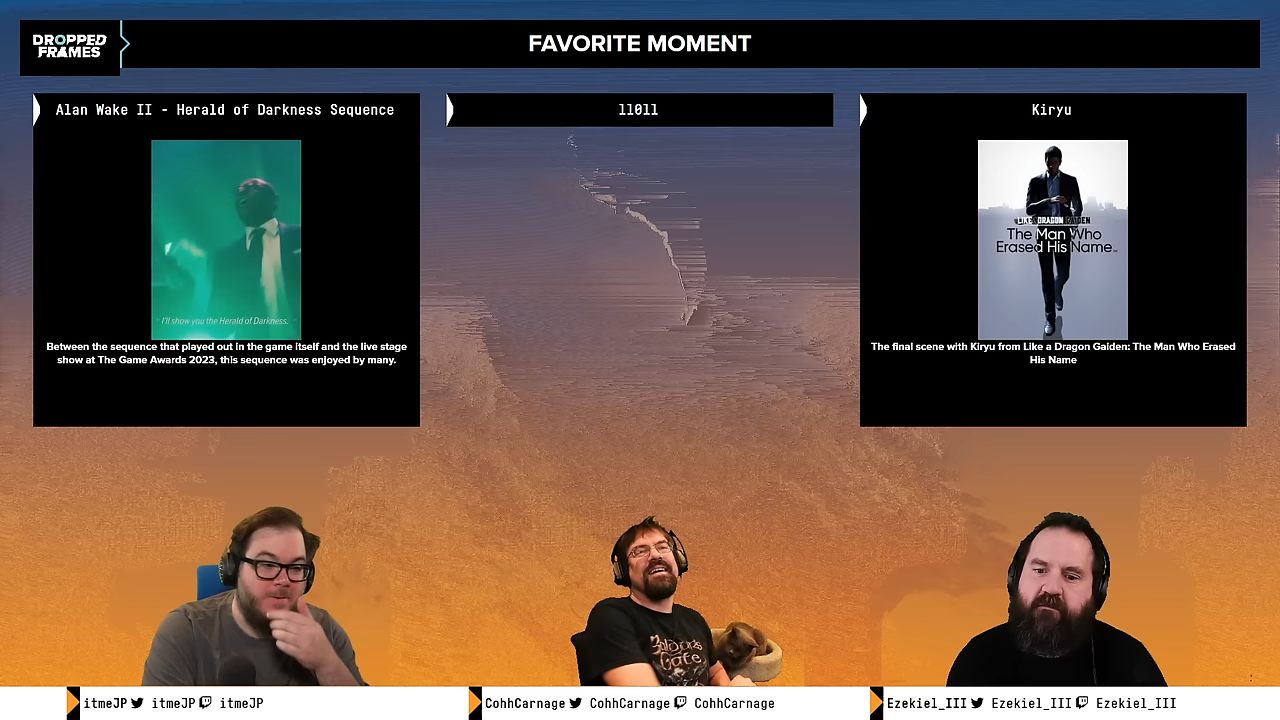 DROPPED
FRAMES
FAVORITE MOMENT
Alan Wake II - Herald of Darkness Sequence
I'll show you the Herald of Darkness.
Between the sequence that played out in the game itself and the live stage
show at The Game Awards 2023, this sequence was enjoyed by many.
ll0ll
Kiryu
LIKE A DRAGON GAIDEN
The Man Who
Erased His Name
The final scene with Kiryu from Like a Dragon Gaiden: The Man Who Erased
His Name
Baldur's
Gate
itmeJP itmeJP itmeJP
CohhCarnage CohhCarnage CohhCarnage
Ezekiel_III Ezekiel_III Ezekiel_III